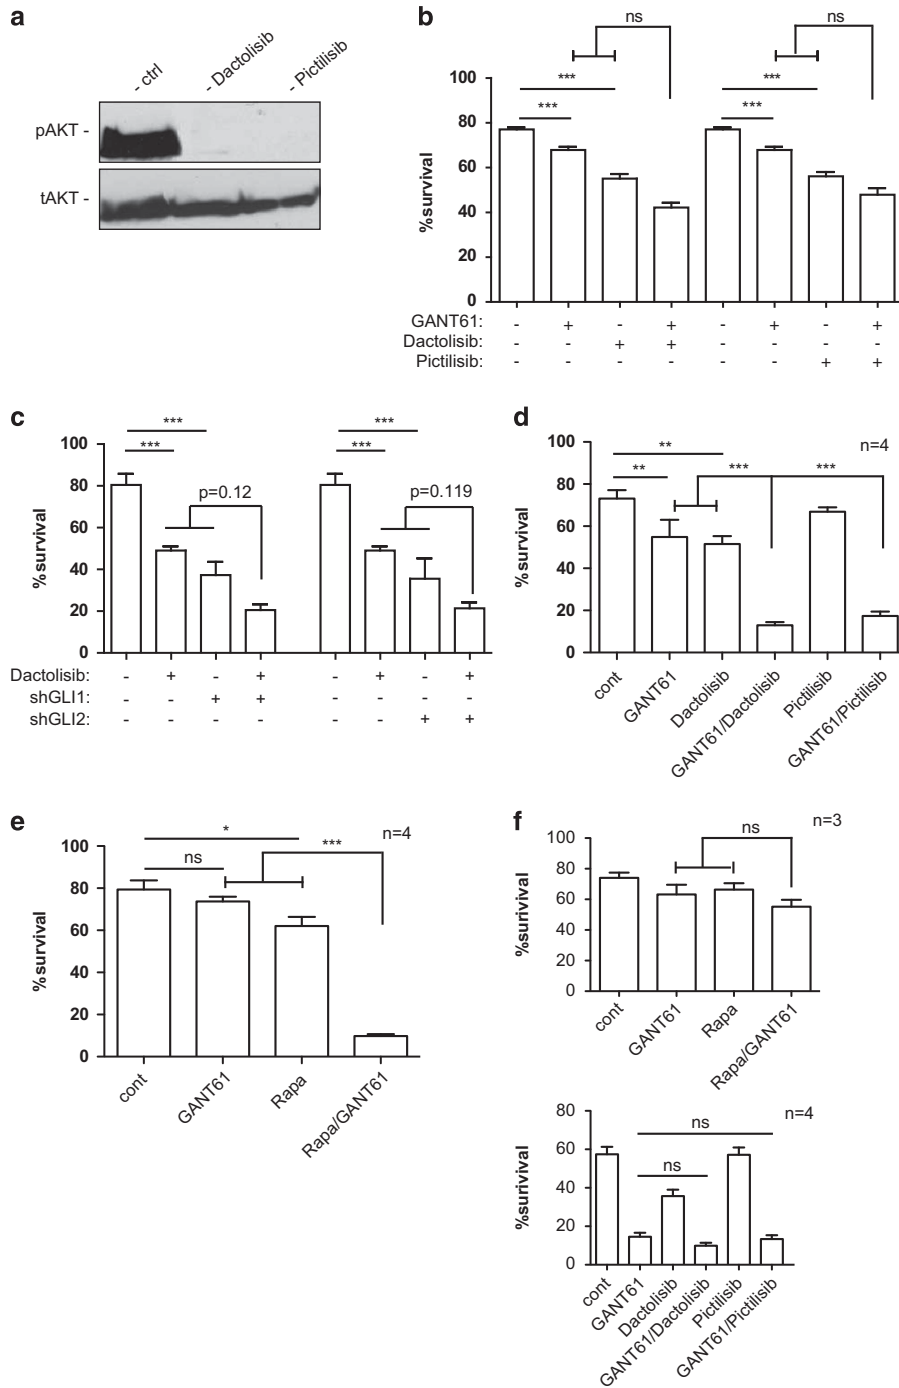 a
- ctrl
- Dactolisib
- Pictilisib
pAKT -
tAKT -
b
ns
ns
***
***
***
***
100
80
60
40
20
0
%survival
GANT61: - + - + - + - +
Dactolisib: - - + + - - - -
Pictilisib: - - - - - - + +
c
***
***
***
***
p=0.12
p=0.119
100
80
60
40
20
0
%survival
Dactolisib: - + - + - + - +
shGLI1: - - + + - - - -
shGLI2: - - - - - - + +
d
n=4
**
**
***
***
100
80
60
40
20
0
%survival
cont
GANT61
Dactolisib
GANT61/Dactolisib
Pictilisib
GANT61/Pictilisib
e
n=4
*
ns
***
100
80
60
40
20
0
%survival
cont
GANT61
Rapa
Rapa/GANT61
f
n=3
ns
100
80
60
40
20
0
%surivival
cont
GANT61
Rapa
Rapa/GANT61
n=4
ns
ns
80
60
40
20
0
%surivival
cont
GANT61
Dactolisib
GANT61/Dactolisib
Pictilisib
GANT61/Pictilisib